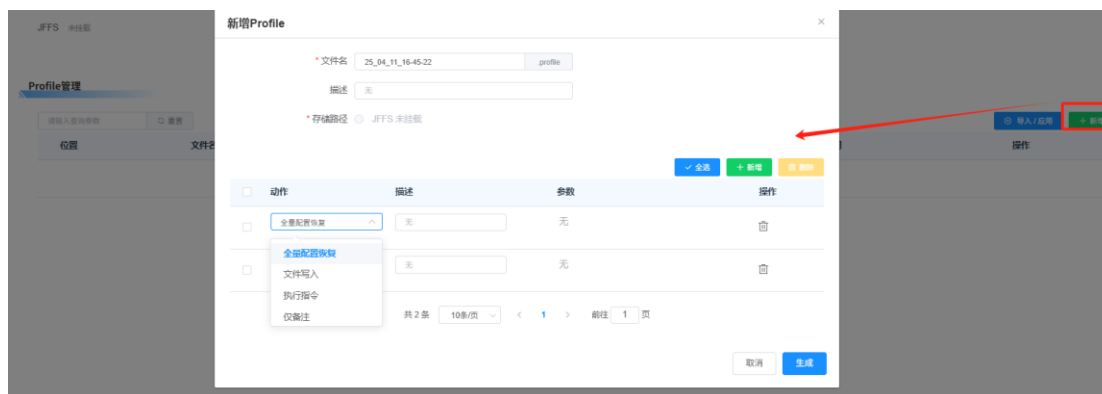 JFFS 未挂载
新增Profile
* 文件名 25_04_11_16-45-22 .profile
Profile管理
描述 无
请输入查询参数 重置
* 存储路径 JFFS 未挂载
导入 / 应用 + 新增
位置 文件名 操作
全选 + 新增 删除
动作 描述 参数 操作
全量配置恢复 无 无
全量配置恢复
文件写入 无 无
执行指令
仅备注
共 2 条 10条/页 < 1 > 前往 1 页
取消 生成